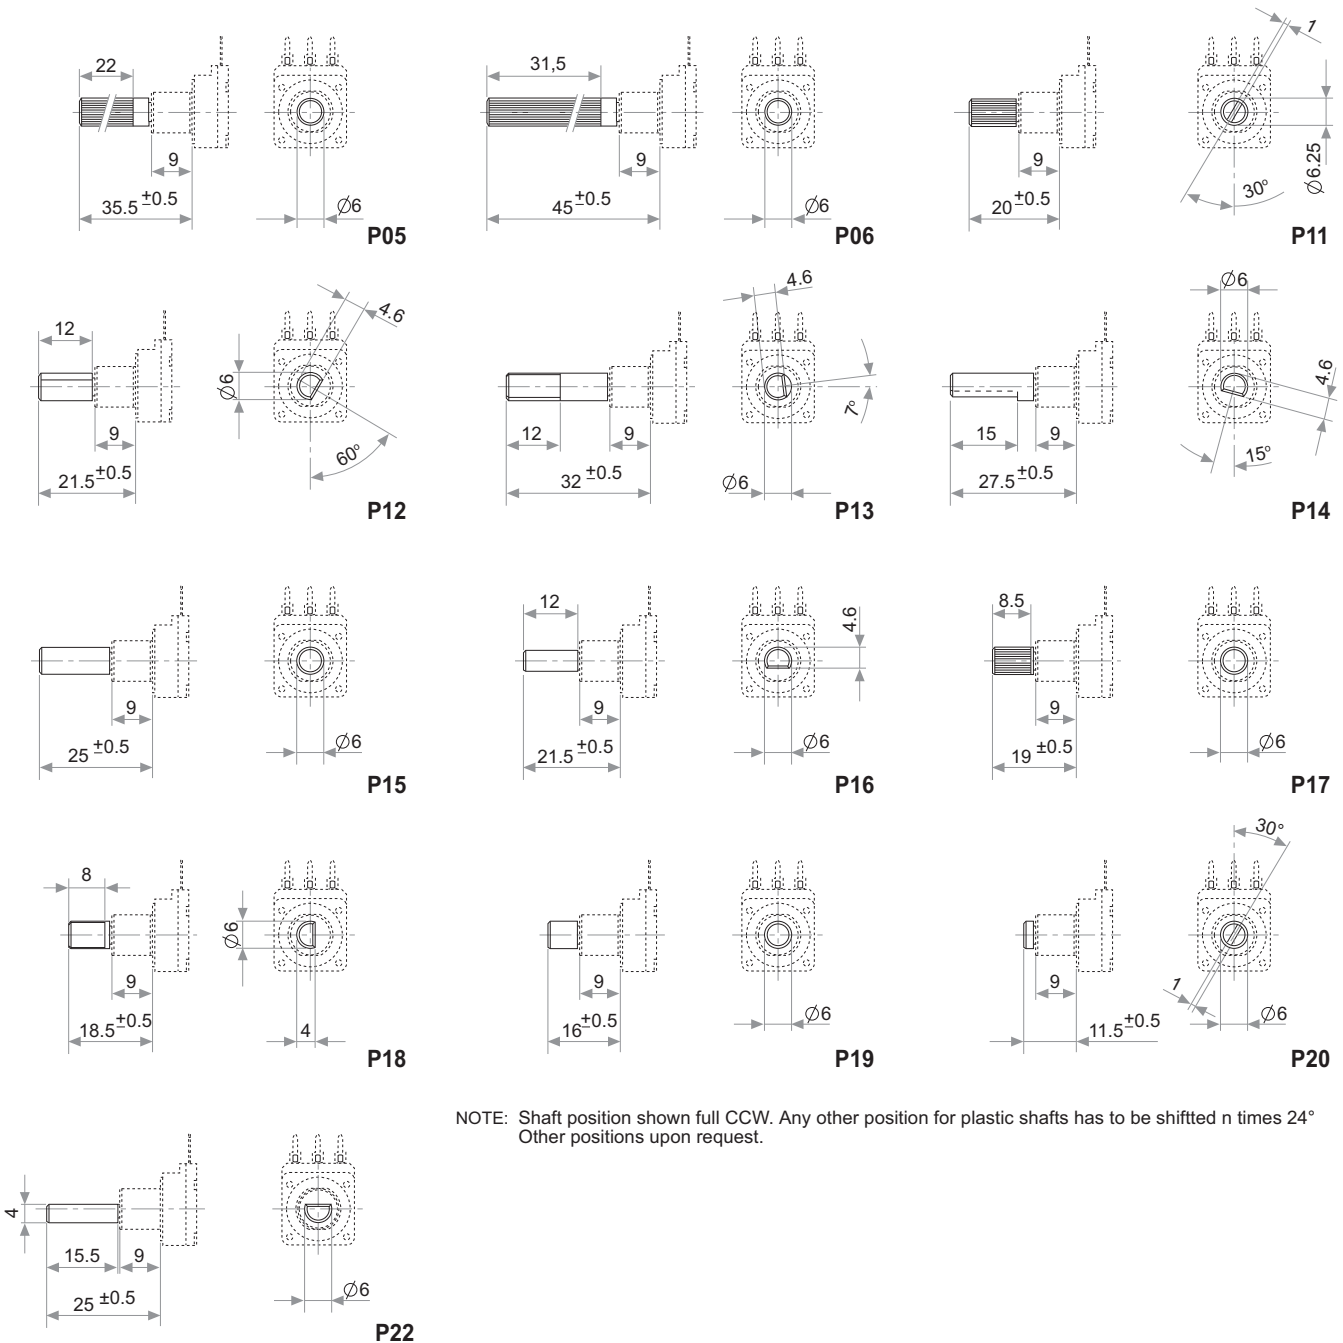 22
9
35.5 ±0.5
Ø6
P05
31,5
9
45 ±0.5
Ø6
P06
9
20 ±0.5
1
Ø6.25
30°
P11
12
9
21.5 ±0.5
4.6
Ø6
60°
P12
12
9
32 ±0.5
4.6
7°
Ø6
P13
15
9
27.5 ±0.5
Ø6
4.6
15°
P14
9
25 ±0.5
Ø6
P15
12
9
21.5 ±0.5
4.6
Ø6
P16
8.5
9
19 ±0.5
Ø6
P17
8
9
18.5 ±0.5
Ø6
4
P18
9
16 ±0.5
Ø6
P19
9
11.5 ±0.5
30°
1
Ø6
P20
NOTE: Shaft position shown full CCW. Any other position for plastic shafts has to be shiftted n times 24°
Other positions upon request.
4
15.5
9
25 ±0.5
Ø6
P22